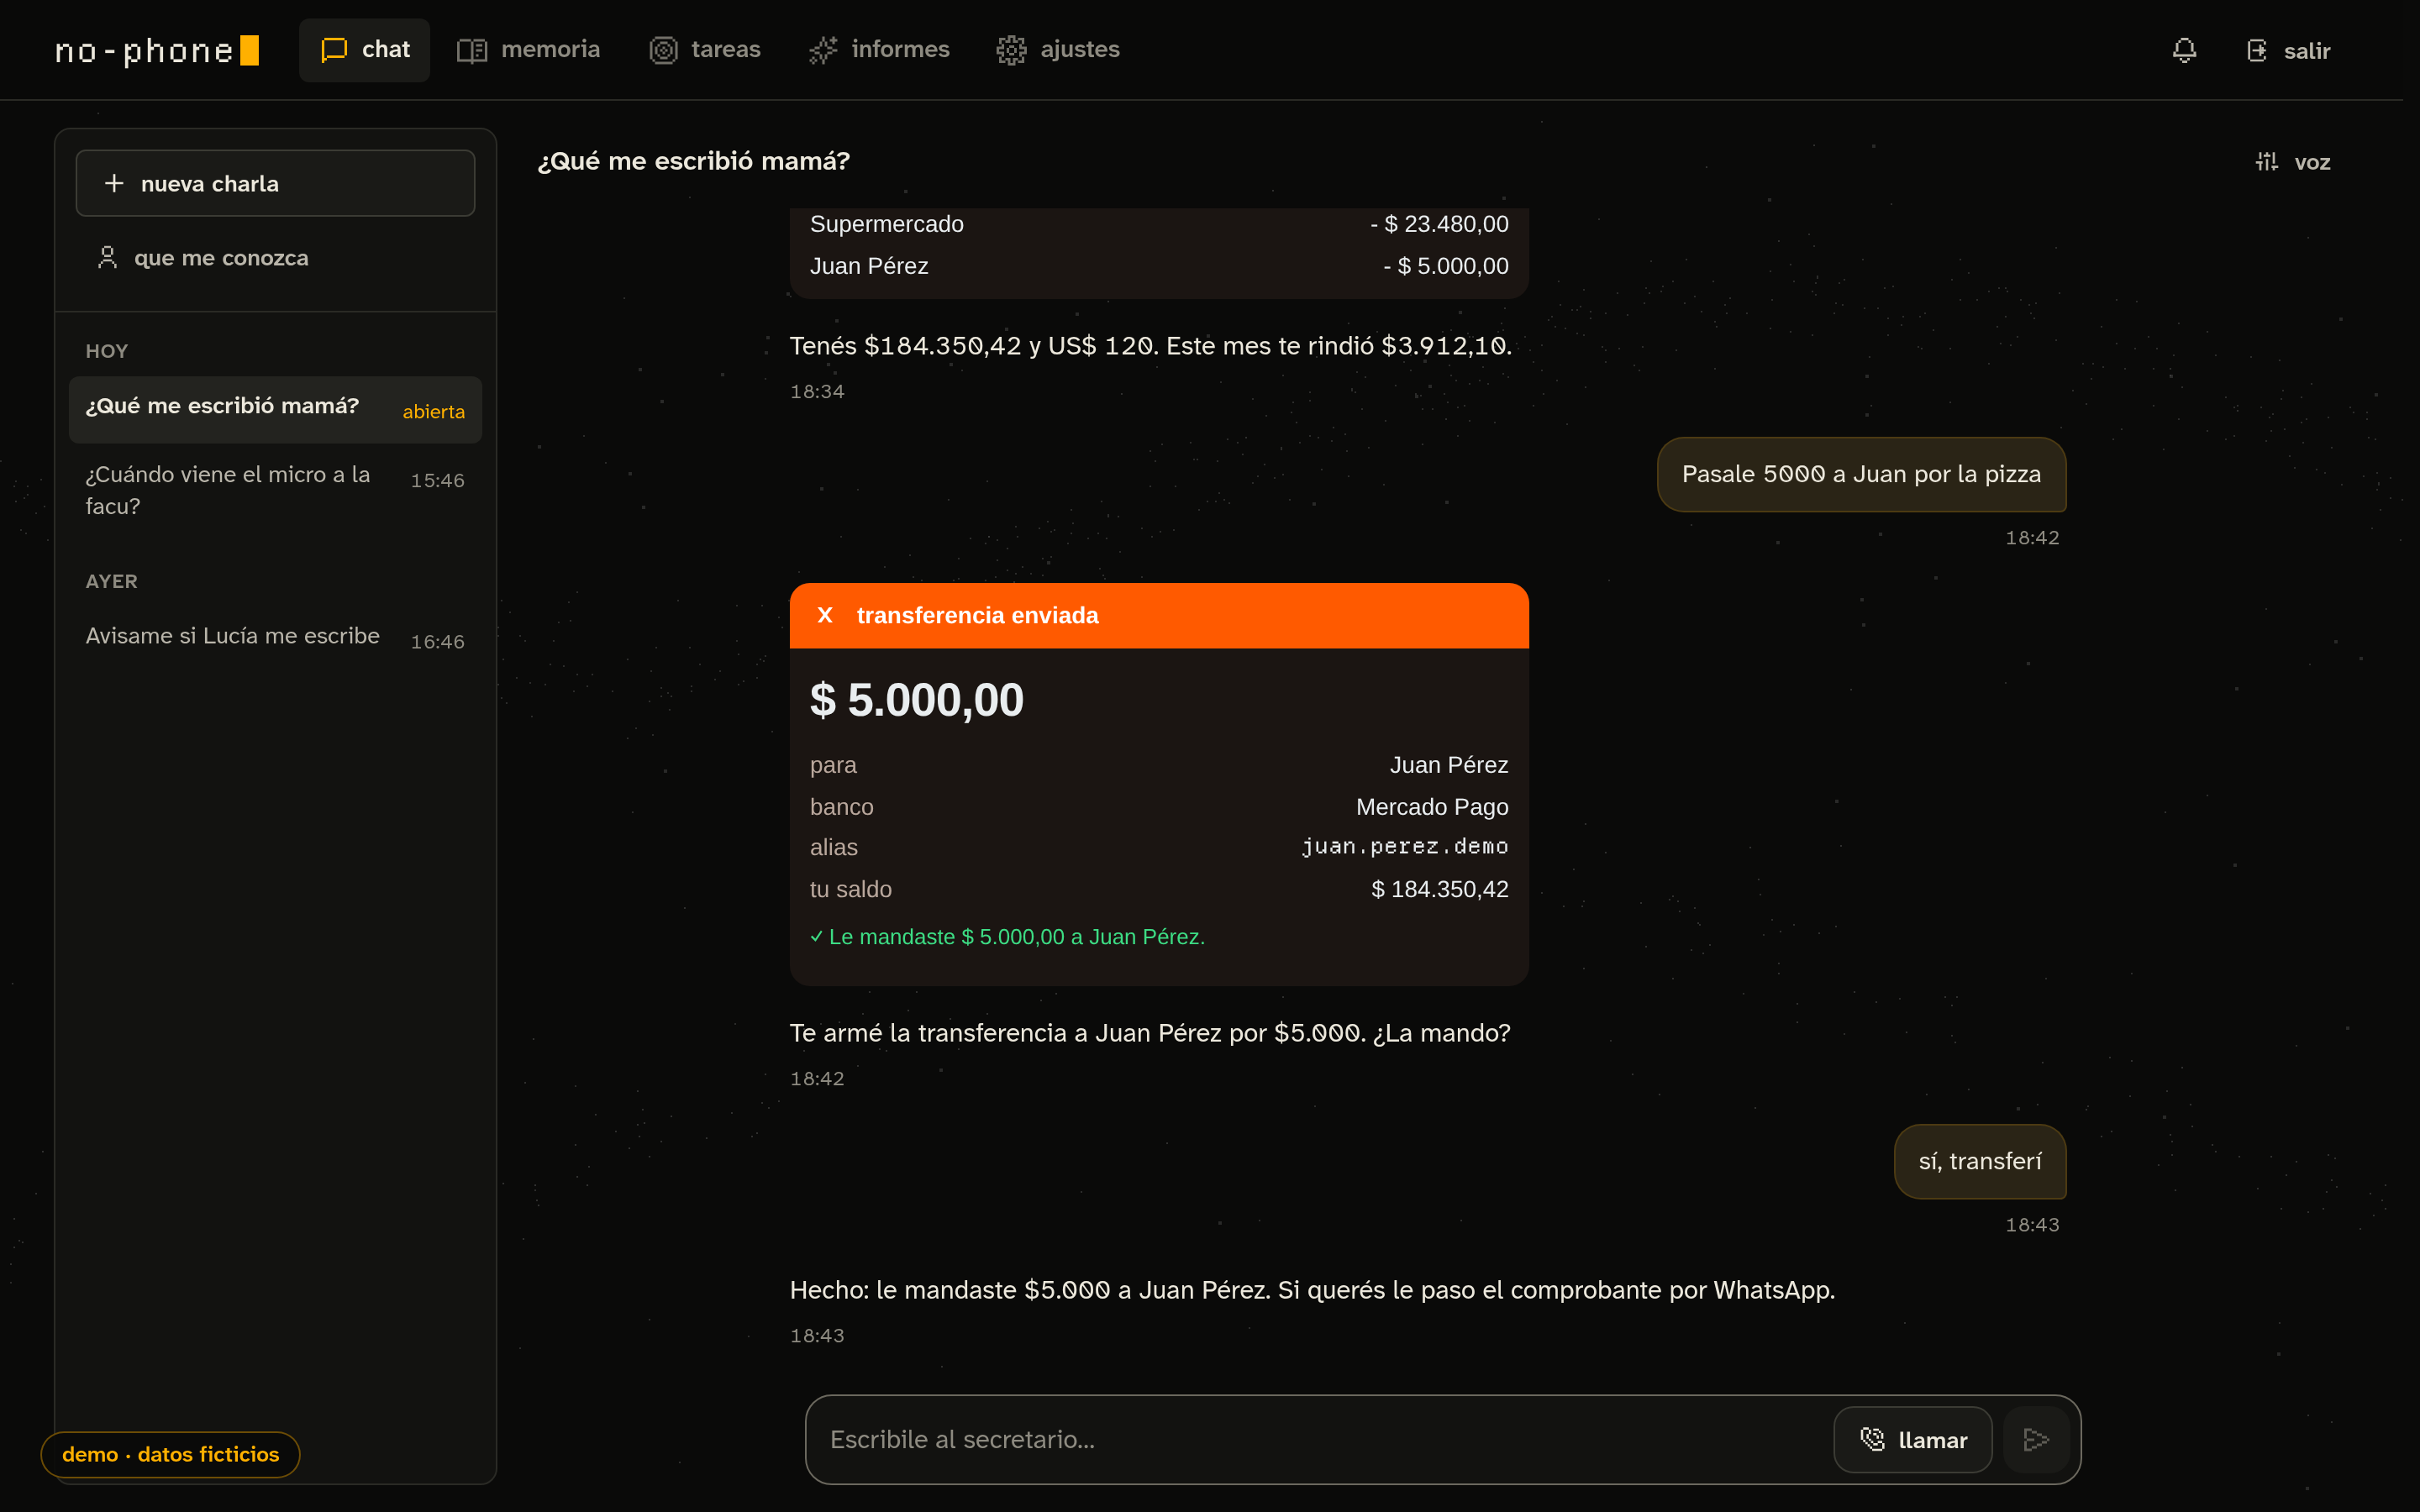 no-phone
chat
memoria
tareas
informes
ajustes
salir
nueva charla
que me conozca
HOY
¿Qué me escribió mamá?
abierta
¿Cuándo viene el micro a la
facu?
15:46
AYER
Avisame si Lucía me escribe
16:46
demo · datos ficticios
¿Qué me escribió mamá?
voz
Supermercado
- $ 23.480,00
Juan Pérez
- $ 5.000,00
Tenés $184.350,42 y US$ 120. Este mes te rindió $3.912,10.
18:34
Pasale 5000 a Juan por la pizza
18:42
X transferencia enviada
$ 5.000,00
para
Juan Pérez
banco
Mercado Pago
alias
juan.perez.demo
tu saldo
$ 184.350,42
✓ Le mandaste $ 5.000,00 a Juan Pérez.
Te armé la transferencia a Juan Pérez por $5.000. ¿La mando?
18:42
sí, transferí
18:43
Hecho: le mandaste $5.000 a Juan Pérez. Si querés le paso el comprobante por WhatsApp.
18:43
Escribile al secretario...
llamar